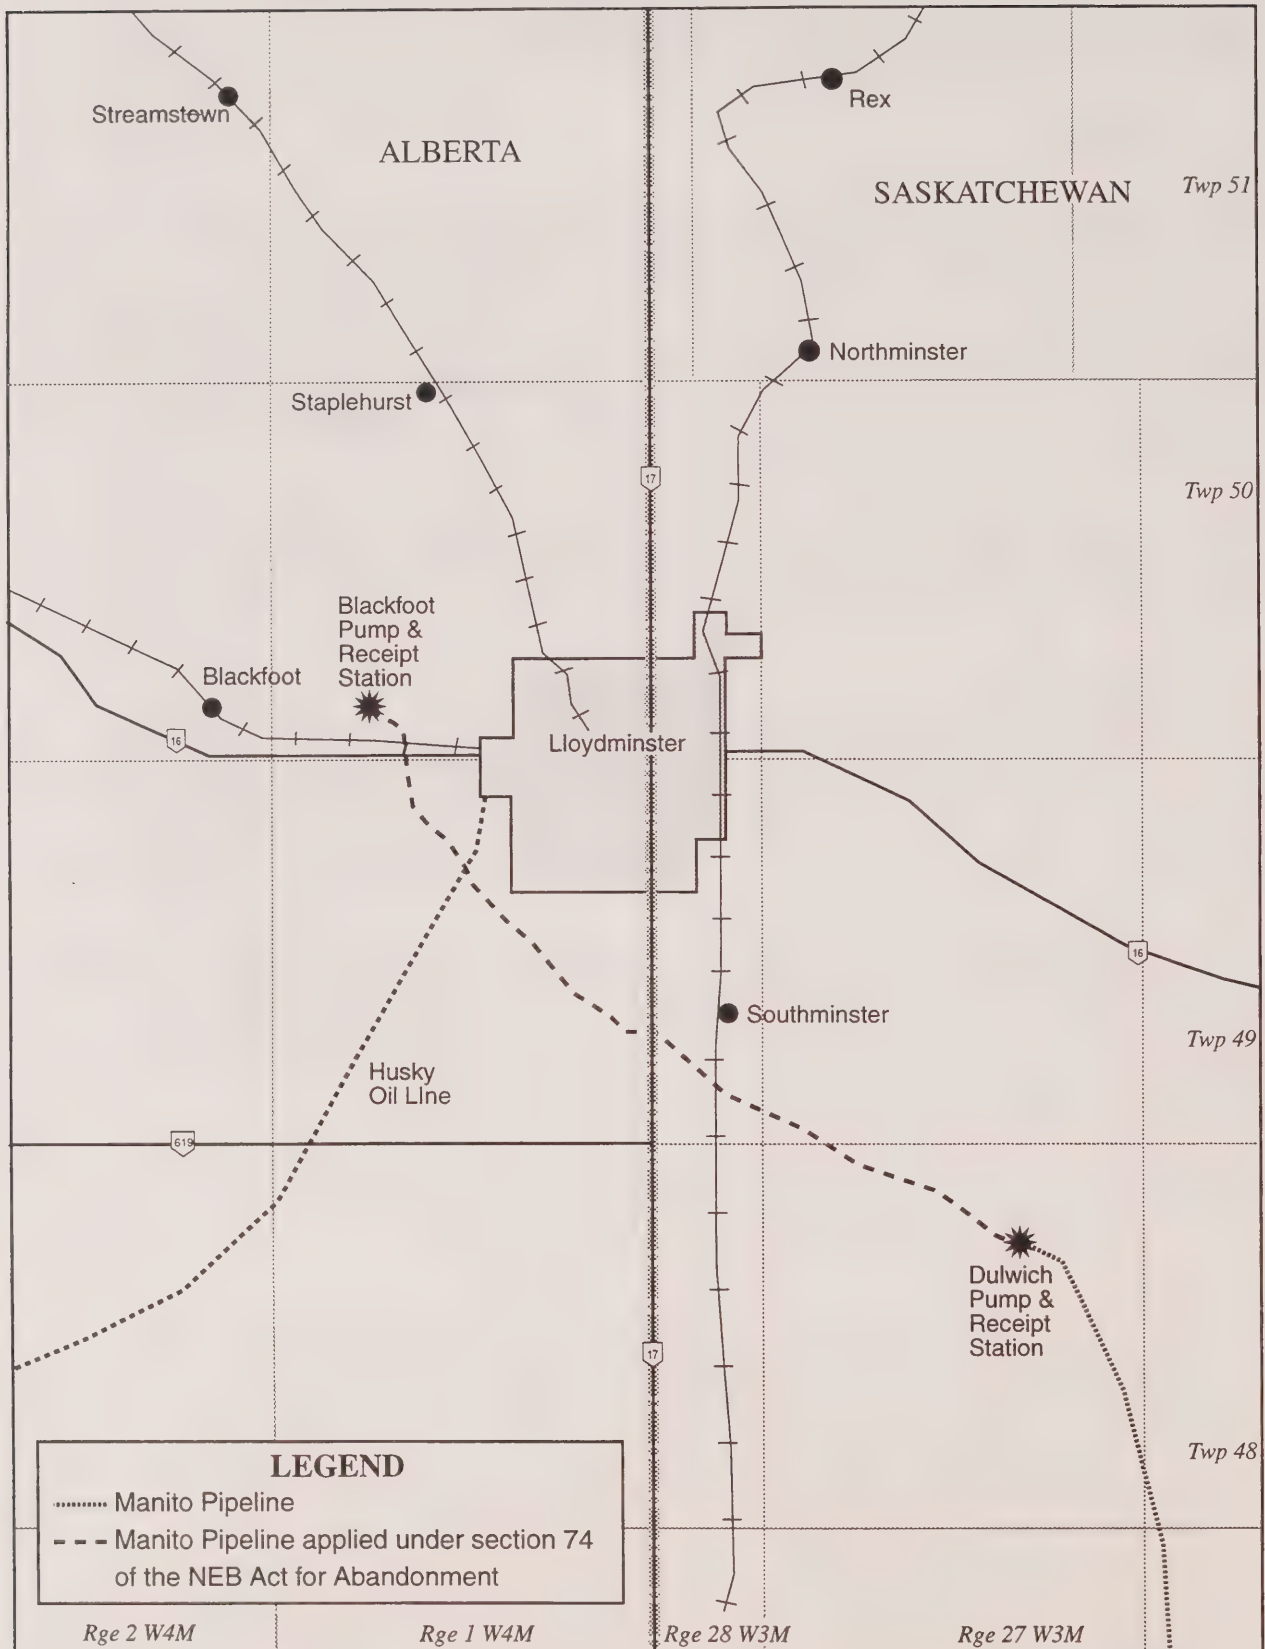 Streamstown
ALBERTA
Rex
SASKATCHEWAN
Twp 51
Northminster
Staplehurst
17
Twp 50
Blackfoot
Pump &
Receipt
Station
Blackfoot
16
Lloydminster
16
Southminster
Twp 49
Husky
Oil LIne
619
Dulwich
Pump &
Receipt
Station
17
Twp 48
LEGEND
Manito Pipeline
Manito Pipeline applied under section 74
of the NEB Act for Abandonment
Rge 2 W4M
Rge 1 W4M
Rge 28 W3M
Rge 27 W3M